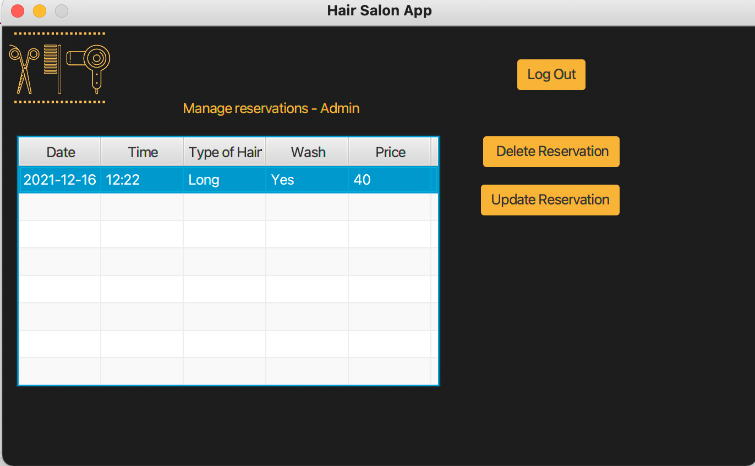 Hair Salon App
Log Out
Manage reservations - Admin
Date Time Type of Hair Wash Price
2021-12-16 12:22 Long Yes 40
Delete Reservation
Update Reservation